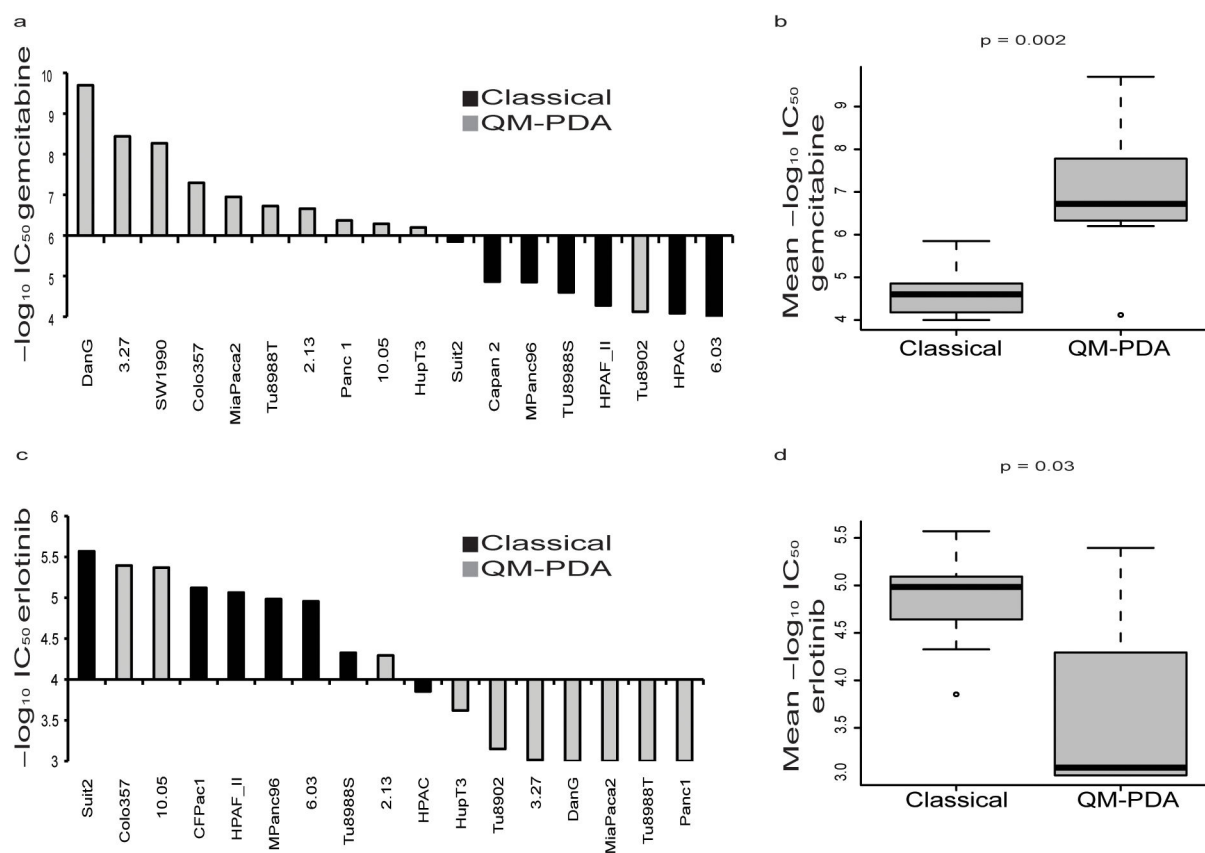 a
−log₁₀ IC₅₀ gemcitabine
10
9
8
7
6
5
4
Classical
QM-PDA
DanG
3.27
SW1990
Colo357
MiaPaca2
Tu8988T
2.13
Panc 1
10.05
HupT3
Suit2
Capan 2
MPanc96
TU8988S
HPAF_II
Tu8902
HPAC
6.03
b
p = 0.002
Mean −log₁₀ IC₅₀
gemcitabine
9
8
7
6
5
4
Classical
QM-PDA
c
−log₁₀ IC₅₀ erlotinib
6
5.5
5
4.5
4
3.5
3
Classical
QM-PDA
Suit2
Colo357
10.05
CFPac1
HPAF_II
MPanc96
6.03
Tu8988S
2.13
HPAC
HupT3
Tu8902
3.27
DanG
MiaPaca2
Tu8988T
Panc1
d
p = 0.03
Mean −log₁₀ IC₅₀
erlotinib
5.5
5.0
4.5
4.0
3.5
3.0
Classical
QM-PDA